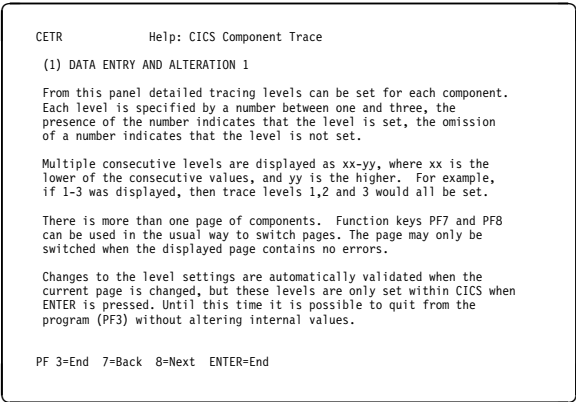 CETR Help: CICS Component Trace
(1) DATA ENTRY AND ALTERATION 1
From this panel detailed tracing levels can be set for each component.
Each level is specified by a number between one and three, the
presence of the number indicates that the level is set, the omission
of a number indicates that the level is not set.
Multiple consecutive levels are displayed as xx-yy, where xx is the
lower of the consecutive values, and yy is the higher. For example,
if 1-3 was displayed, then trace levels 1,2 and 3 would all be set.
There is more than one page of components. Function keys PF7 and PF8
can be used in the usual way to switch pages. The page may only be
switched when the displayed page contains no errors.
Changes to the level settings are automatically validated when the
current page is changed, but these levels are only set within CICS when
ENTER is pressed. Until this time it is possible to quit from the
program (PF3) without altering internal values.
PF 3=End 7=Back 8=Next ENTER=End